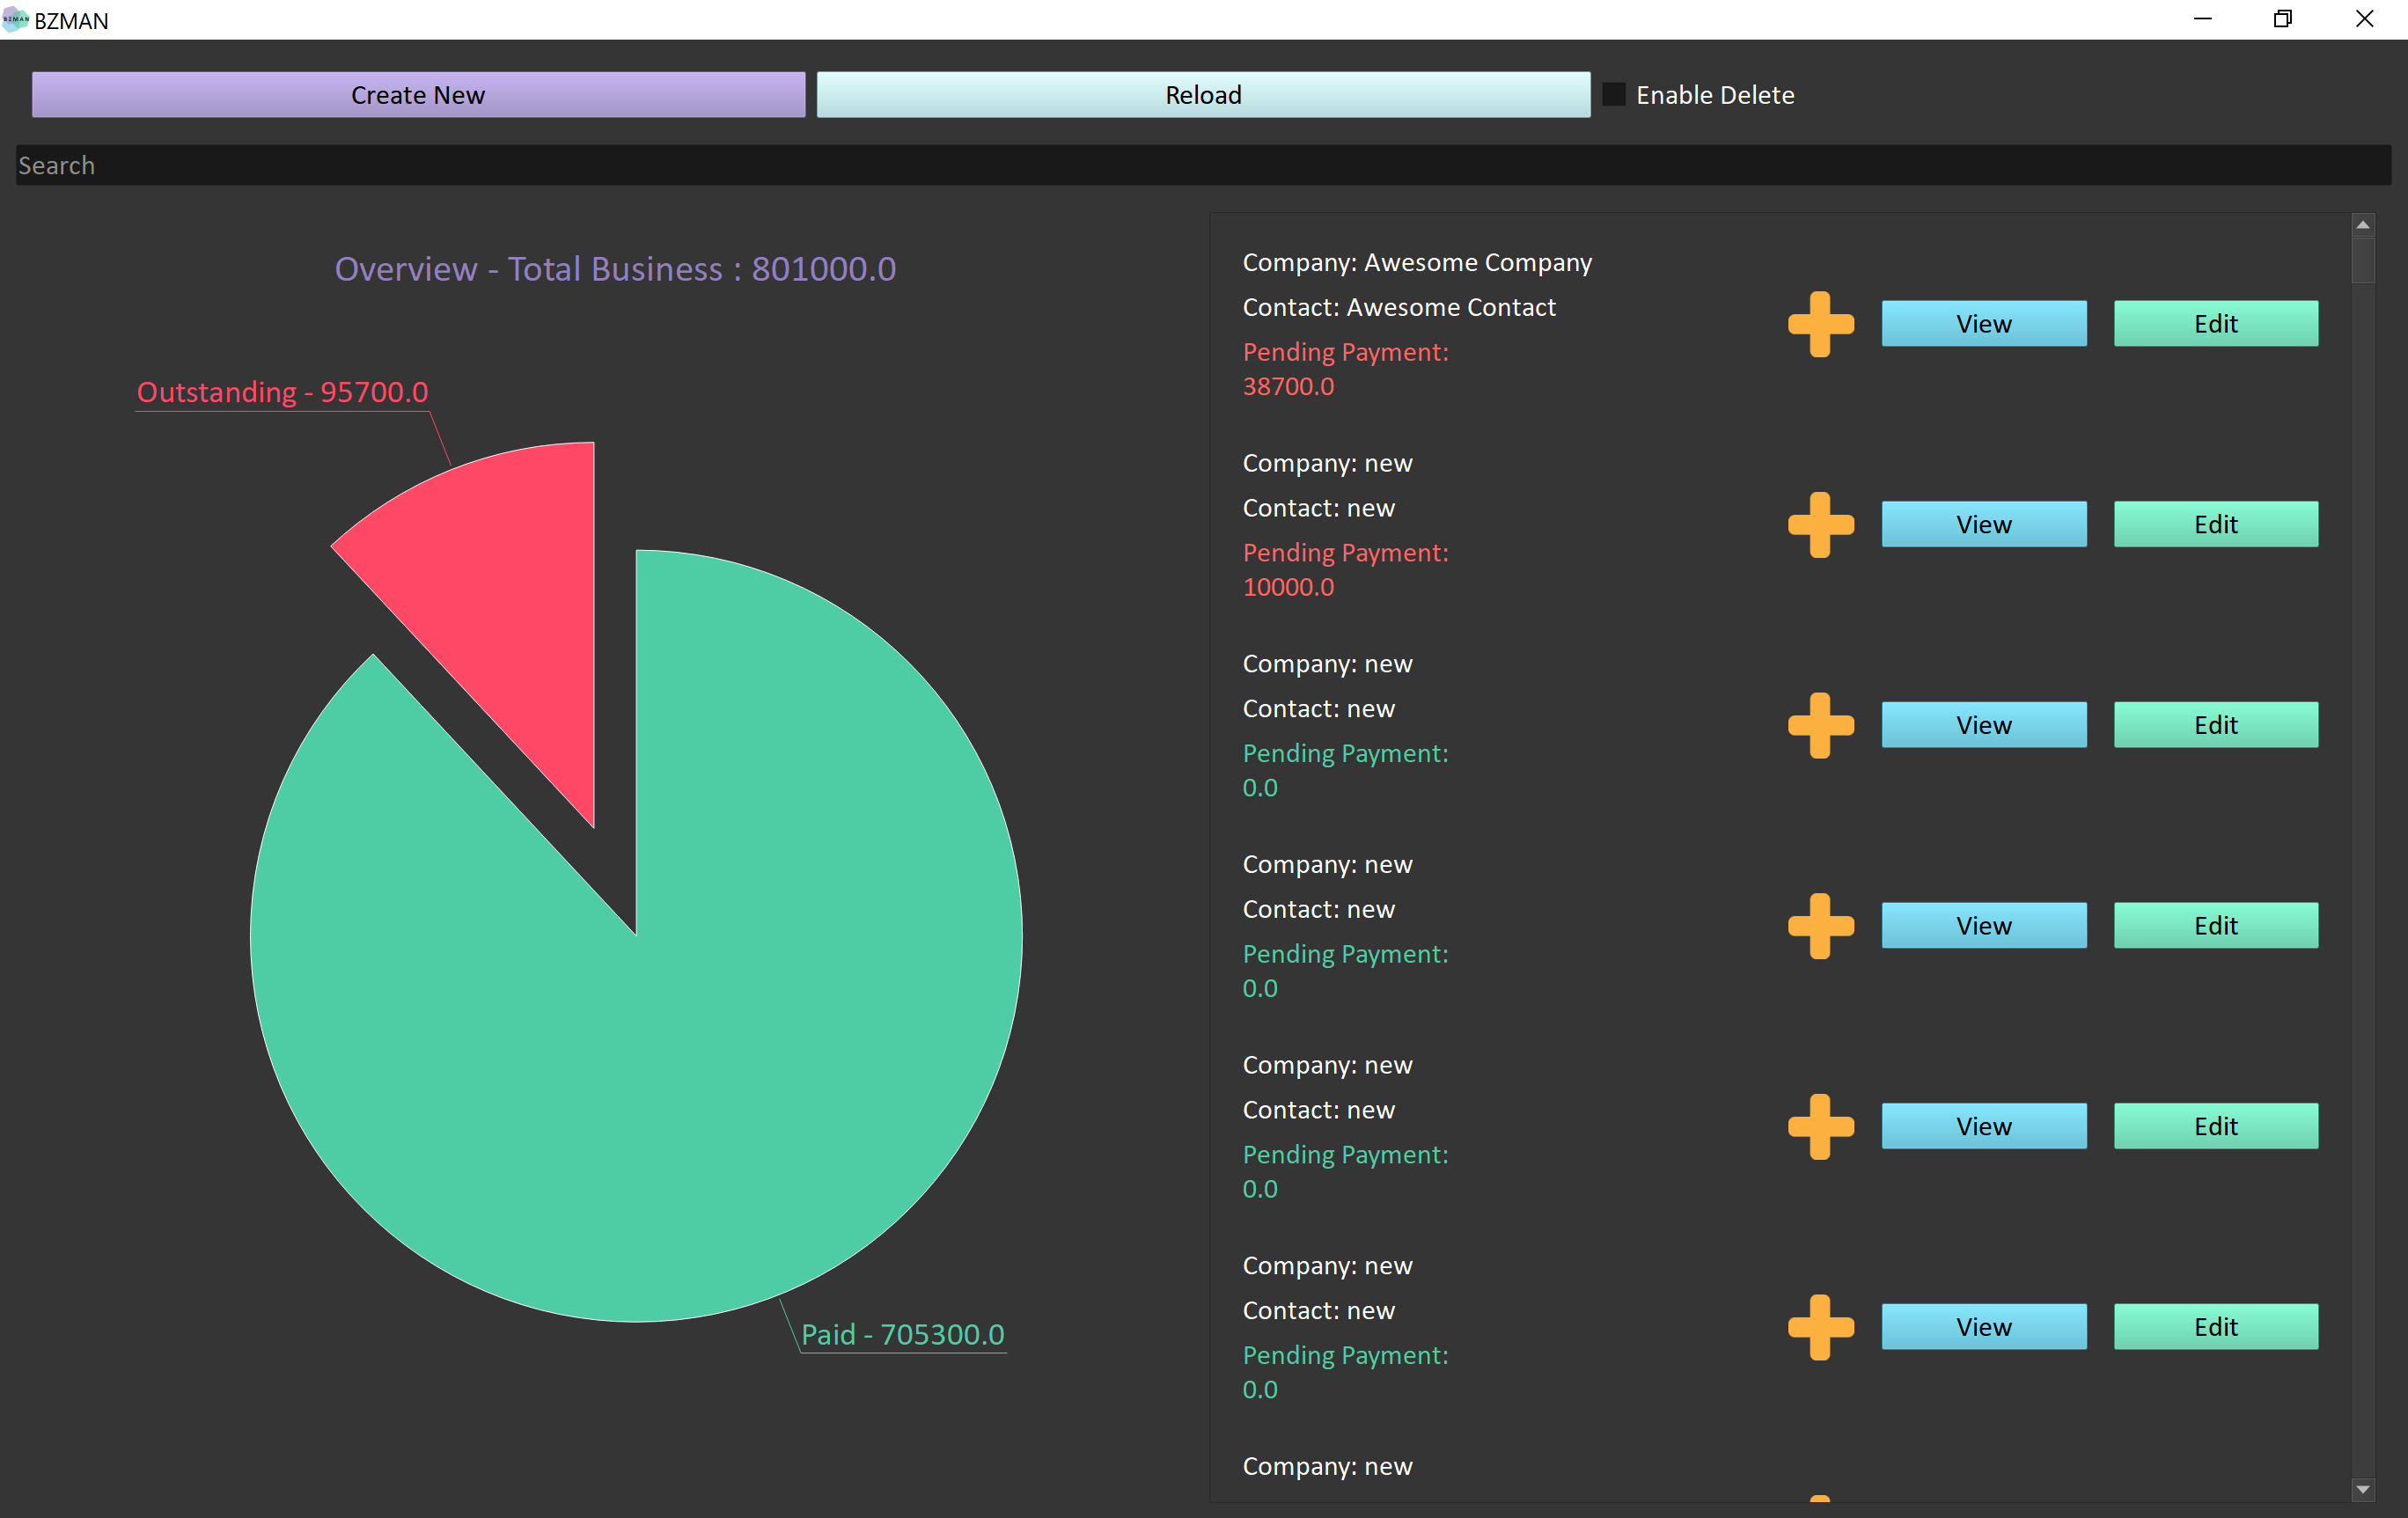 BZMAN
BZMAN
Create New
Reload
Enable Delete
Search
Overview - Total Business : 801000.0
Outstanding - 95700.0
Paid - 705300.0
Company: Awesome Company
Contact: Awesome Contact
Pending Payment:
38700.0
View
Edit
Company: new
Contact: new
Pending Payment:
10000.0
View
Edit
Company: new
Contact: new
Pending Payment:
0.0
View
Edit
Company: new
Contact: new
Pending Payment:
0.0
View
Edit
Company: new
Contact: new
Pending Payment:
0.0
View
Edit
Company: new
Contact: new
Pending Payment:
0.0
View
Edit
Company: new